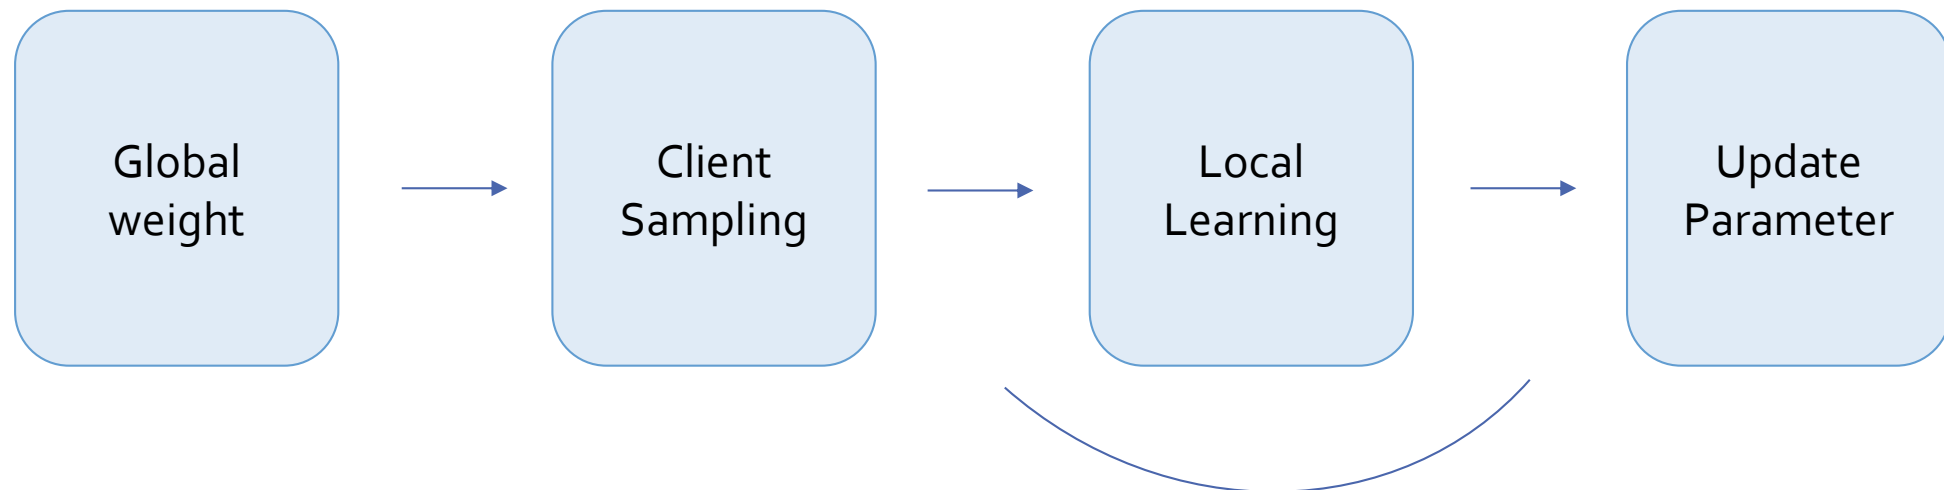 Global
weight
Client
Sampling
Local
Learning
Update
Parameter